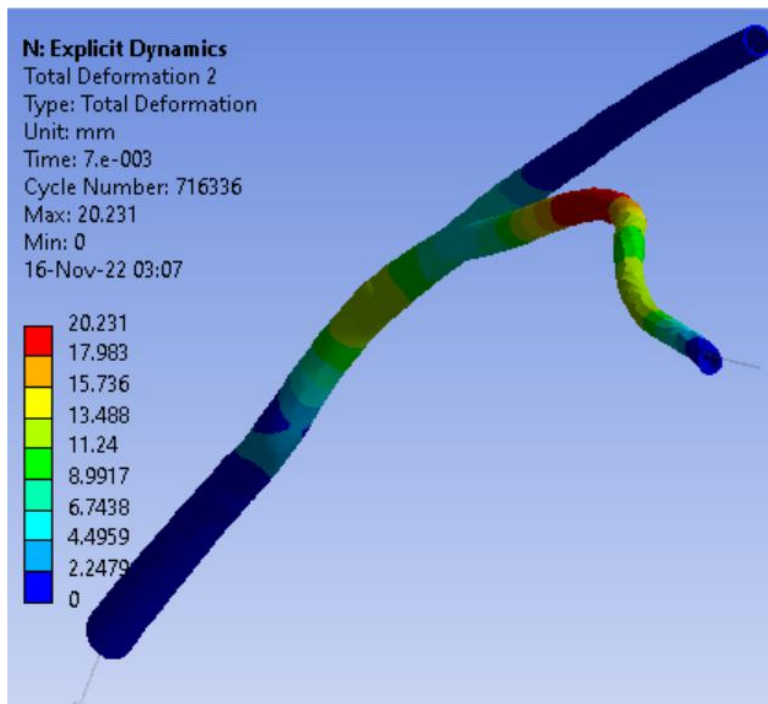 N: Explicit Dynamics
Total Deformation 2
Type: Total Deformation
Unit: mm
Time: 7.e-003
Cycle Number: 716336
Max: 20.231
Min: 0
16-Nov-22 03:07
20.231
17.983
15.736
13.488
11.24
8.9917
6.7438
4.4959
2.2479
0